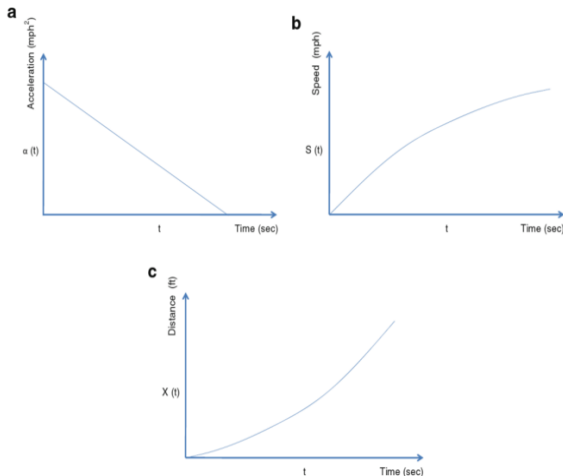 a
Acceleration (mph²)
α (t)
t
Time (sec)
b
Speed (mph)
S (t)
t
Time (sec)
c
Distance (ft)
X (t)
t
Time (sec)